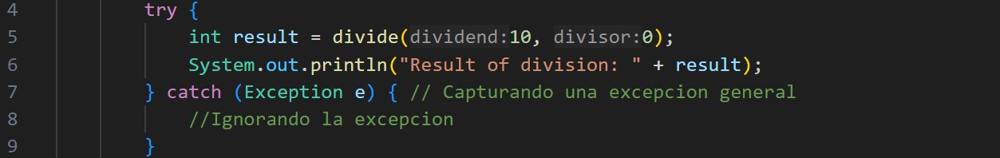 4 try {
5 int result = divide(dividend:10, divisor:0);
6 System.out.println("Result of division: " + result);
7 } catch (Exception e) { // Capturando una excepcion general
8 //Ignorando la excepcion
9 }